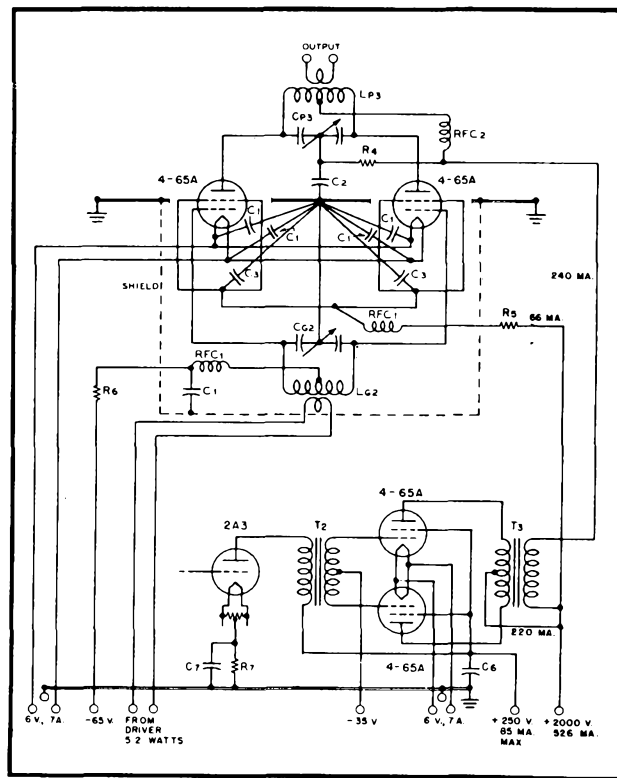 OUTPUT
LP3
CP3
RFC2
R4
4-65A
4-65A
C2
C1
C1
C1
C1
C3
C3
SHIELD
240 MA.
RFC1
R5
66 MA.
CG2
RFC1
R6
C1
LG2
4-65A
2A3
T2
T3
220 MA.
4-65A
C7
R7
C6
6 V., 7 A.
-65 V.
FROM
DRIVER
5.2 WATTS
-35 V.
6 V., 7 A.
+250 V.
85 MA.
MAX
+2000 V.
526 MA.